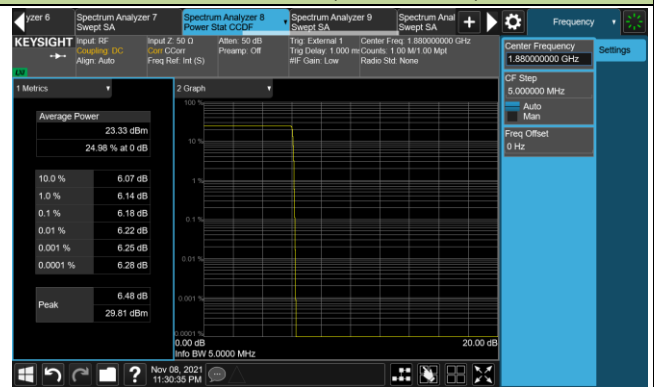 yzer 6
Spectrum Analyzer 7
Swept SA
Spectrum Analyzer 8
Power Stat CCDF
Spectrum Analyzer 9
Swept SA
Spectrum Anal
Swept SA
Frequency
KEYSIGHT
Input: RF
Coupling: DC
Align: Auto
Input Z: 50 Ω
Corr CCorr
Freq Ref: Int (S)
Atten: 50 dB
Preamp: Off
Trig: External 1
Trig Delay: 1.000 ms
#IF Gain: Low
Center Freq: 1.880000000 GHz
Counts: 1.00 M/1.00 Mpt
Radio Std: None
Center Frequency
1.880000000 GHz
Settings
CF Step
5.000000 MHz
Auto
Man
Freq Offset
0 Hz
1 Metrics
2 Graph
Average Power
23.33 dBm
24.98 % at 0 dB
10.0 % 6.07 dB
1.0 % 6.14 dB
0.1 % 6.18 dB
0.01 % 6.22 dB
0.001 % 6.25 dB
0.0001 % 6.28 dB
Peak 6.48 dB
29.81 dBm
100 %
10 %
1 %
0.1 %
0.01 %
0.001 %
0.0001 %
0.00 dB 20.00 dB
Info BW 5.0000 MHz
Nov 08, 2021
11:30:35 PM